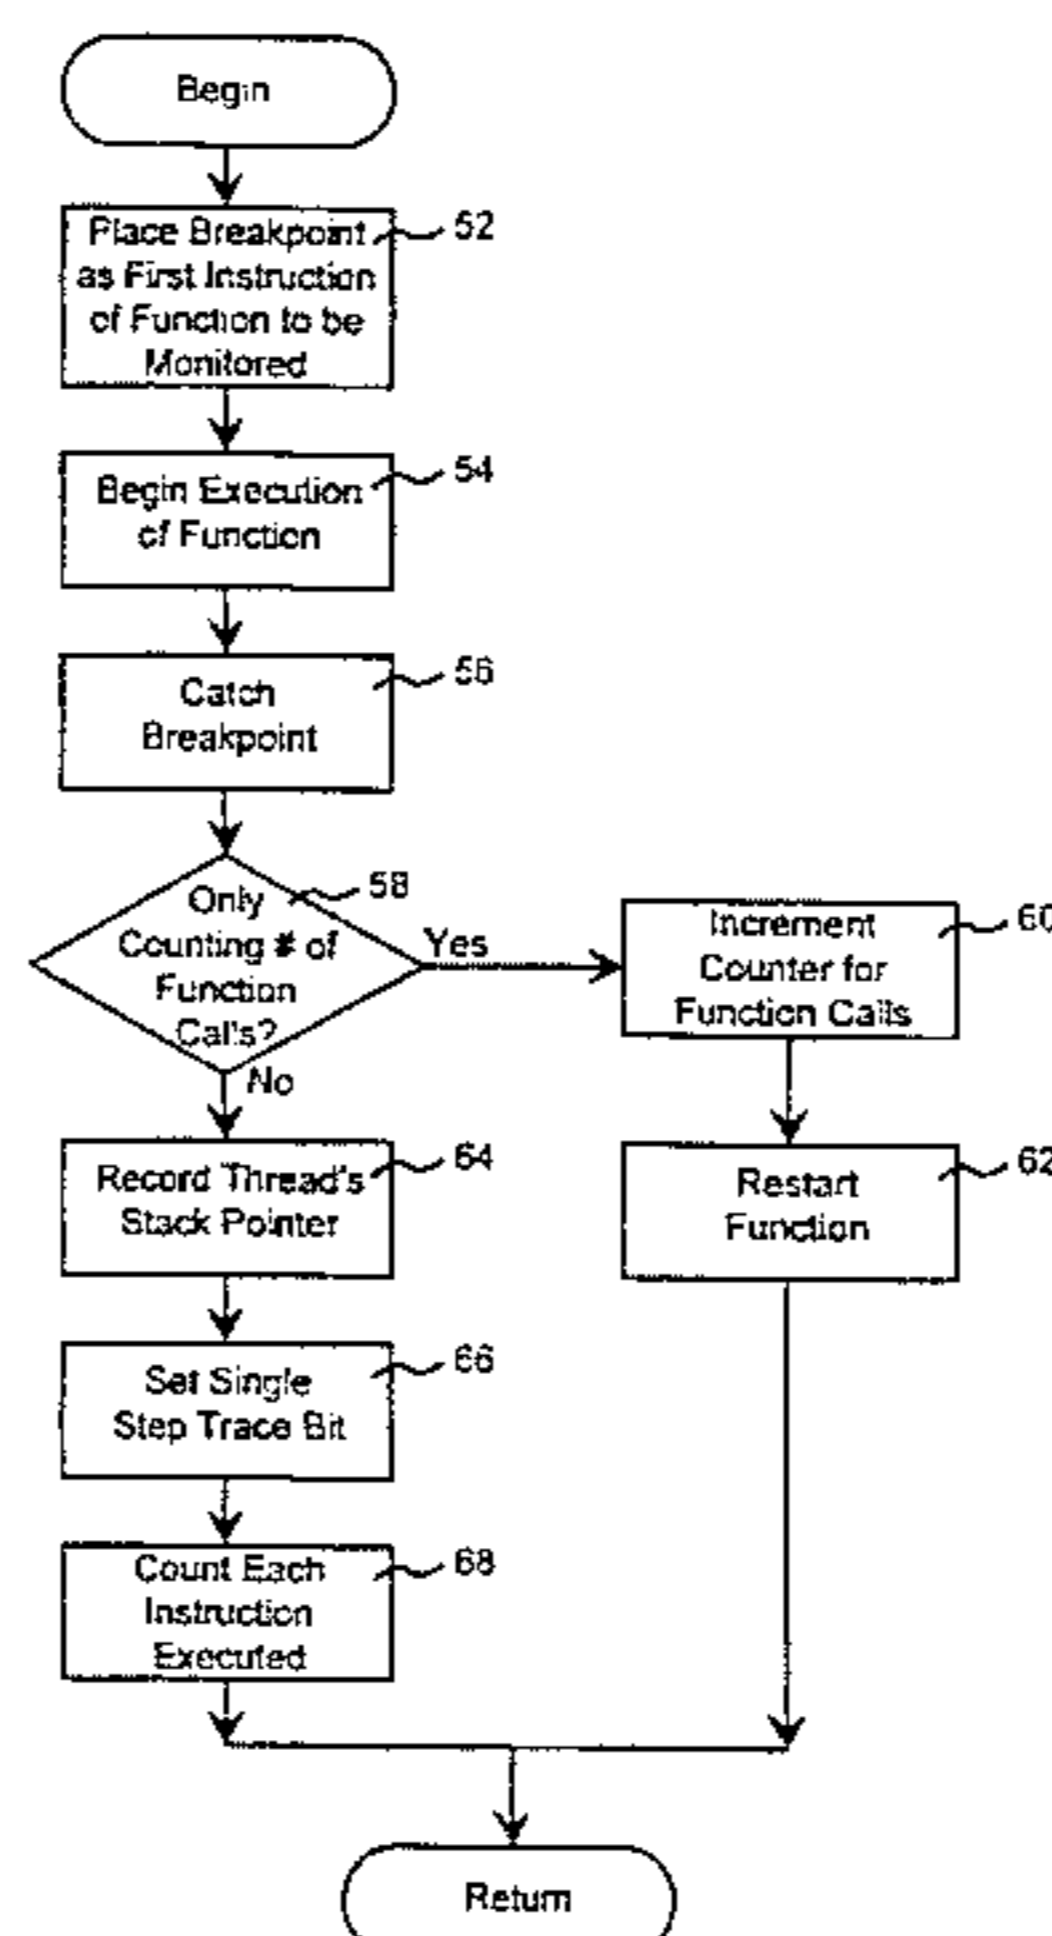 Begin
Place Breakpoint
as First Instruction
of Function to be
Monitored
52
Begin Execution
of Function
54
Catch
Breakpoint
56
Only
Counting # of
Function
Calls?
58
Yes
No
Increment
Counter for
Function Calls
60
Restart
Function
62
Record Thread's
Stack Pointer
64
Set Single
Step Trace Bit
66
Count Each
Instruction
Executed
68
Return